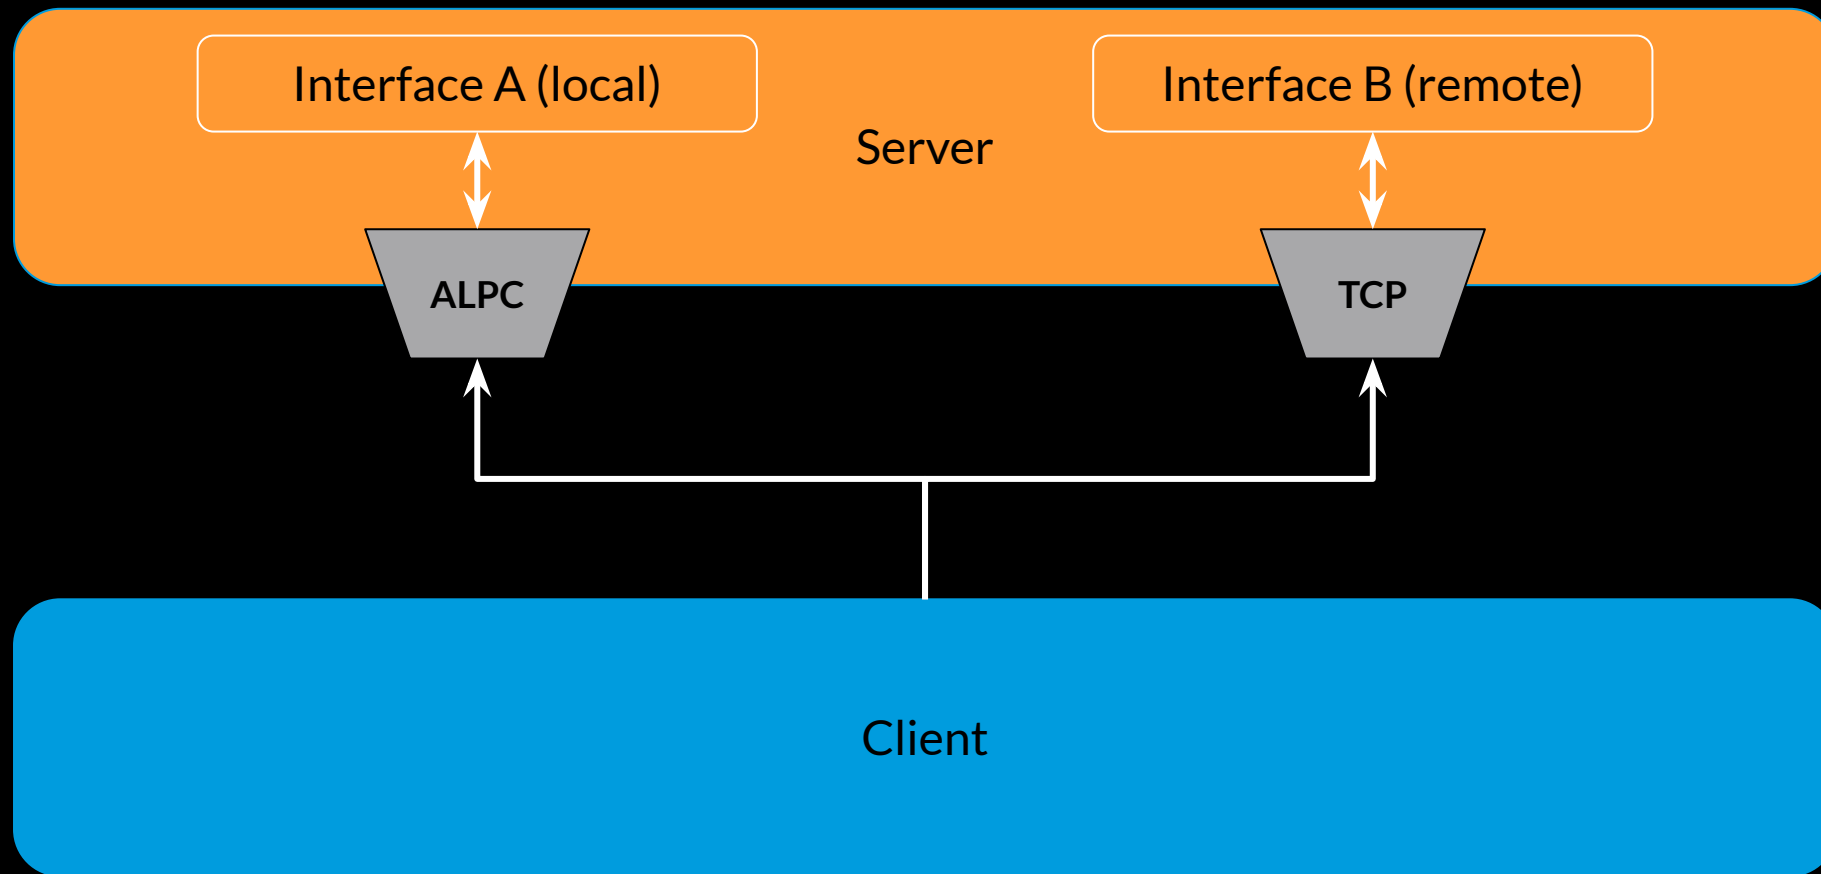 Interface A (local)
Interface B (remote)
Server
ALPC
TCP
Client